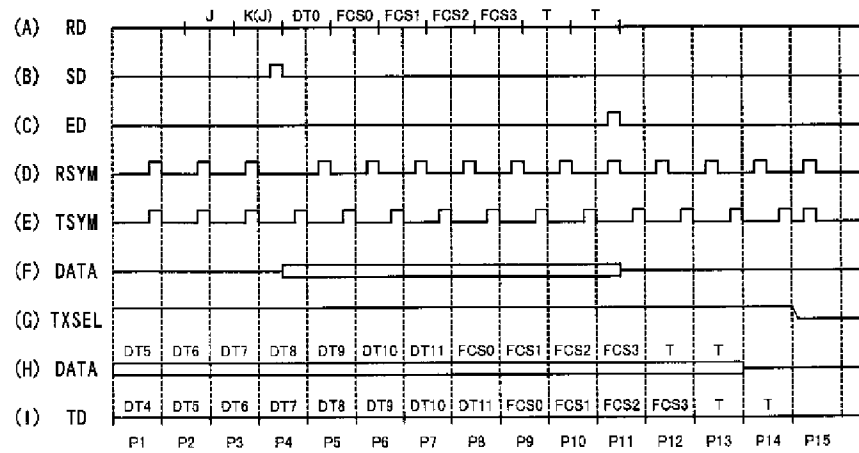 (A) RD J K(J) DT0 FCS0 FCS1 FCS2 FCS3 T T
(B) SD
(C) ED
(D) RSYM
(E) TSYM
(F) DATA
(G) TXSEL
DT5 DT6 DT7 DT8 DT9 DT10 DT11 FCS0 FCS1 FCS2 FCS3 T T
(H) DATA
(I) TD DT4 DT5 DT6 DT7 DT8 DT9 DT10 DT11 FCS0 FCS1 FCS2 FCS3 T T
P1 P2 P3 P4 P5 P6 P7 P8 P9 P10 P11 P12 P13 P14 P15